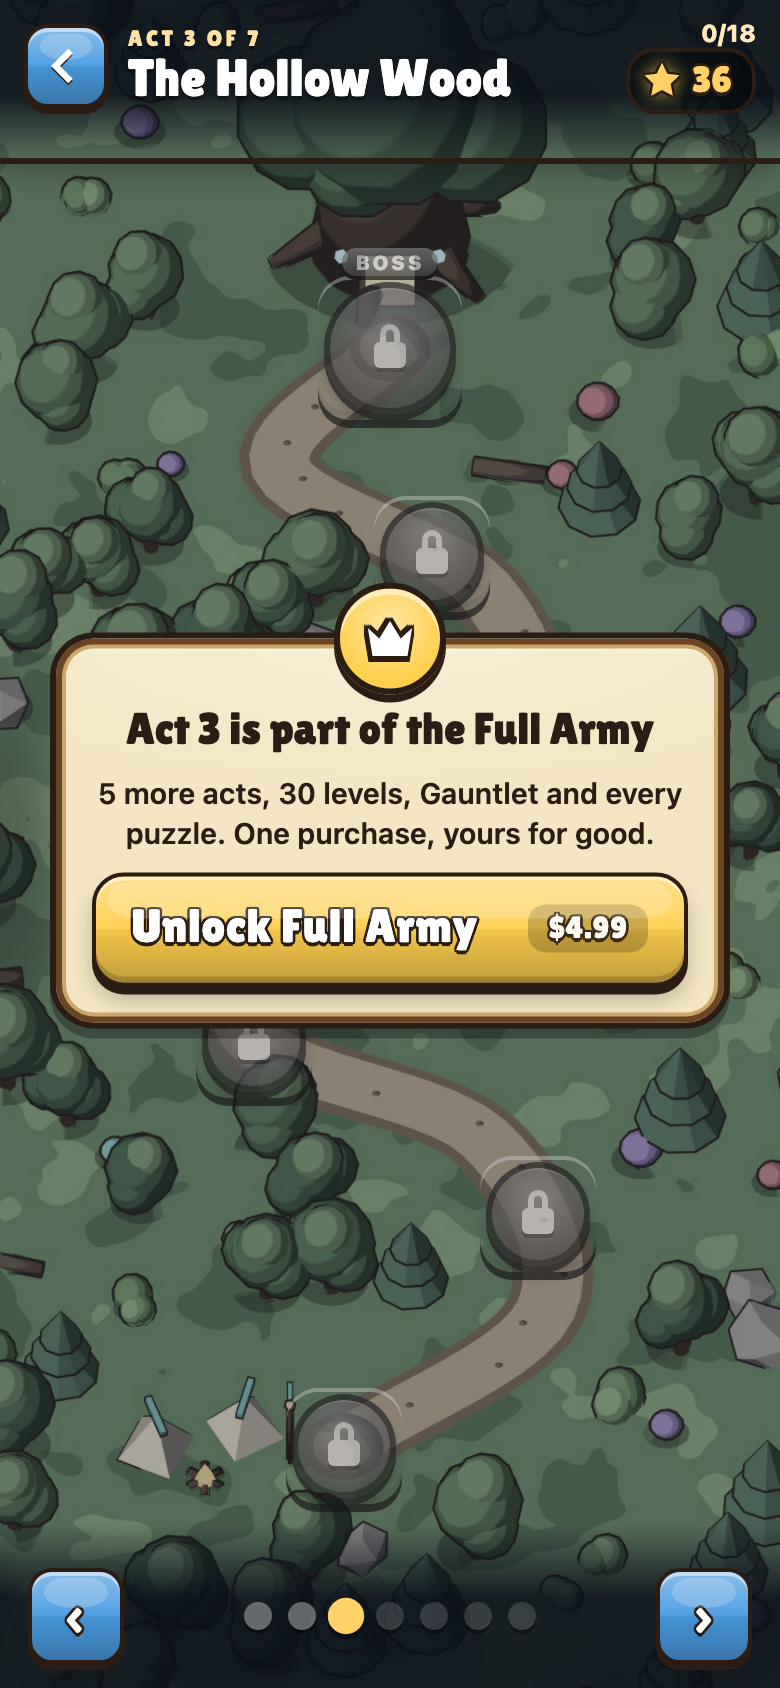 ACT 3 OF 7
The Hollow Wood
0/18
36
BOSS
Act 3 is part of the Full Army
5 more acts, 30 levels, Gauntlet and every
puzzle. One purchase, yours for good.
Unlock Full Army $4.99